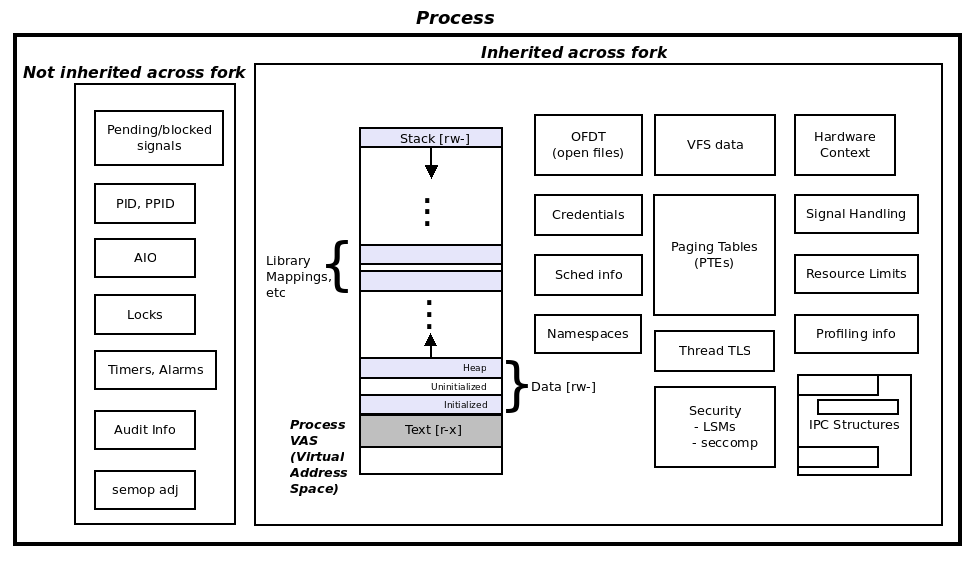 Process
Not inherited across fork
Inherited across fork
Pending/blocked
signals
PID, PPID
AIO
Locks
Timers, Alarms
Audit Info
semop adj
Stack [rw-]
Library
Mappings,
etc
Heap
Uninitialized
Initialized
Data [rw-]
Text [r-x]
Process
VAS
(Virtual
Address
Space)
OFDT
(open files)
Credentials
Sched info
Namespaces
VFS data
Paging Tables
(PTEs)
Thread TLS
Security
- LSMs
- seccomp
Hardware
Context
Signal Handling
Resource Limits
Profiling info
IPC Structures